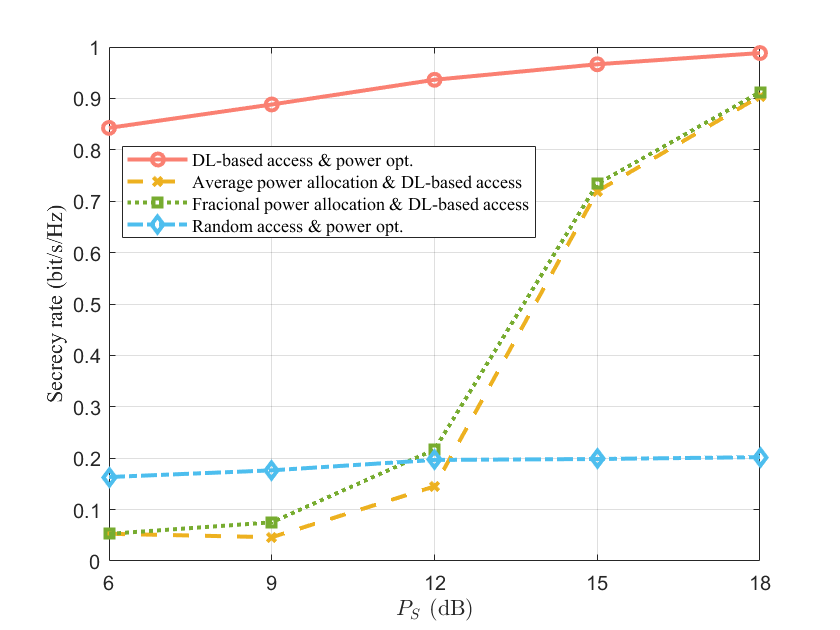 1
0.9
0.8
0.7
0.6
0.5
0.4
0.3
0.2
0.1
0
Secrecy rate (bit/s/Hz)
DL-based access & power opt.
Average power allocation & DL-based access
Fracional power allocation & DL-based access
Random access & power opt.
6 9 12 15 18
P_S (dB)